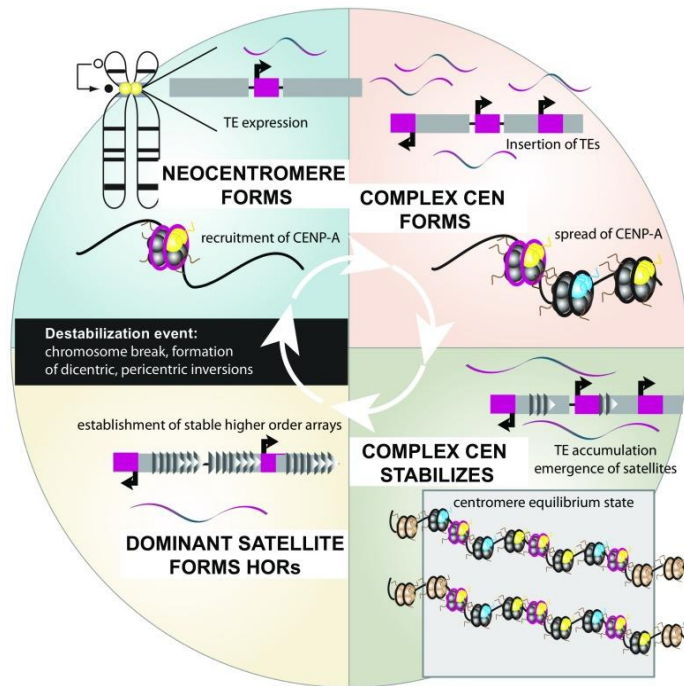 TE expression
NEOCENTROMERE
FORMS
recruitment of CENP-A
Insertion of TEs
COMPLEX CEN
FORMS
spread of CENP-A
Destabilization event:
chromosome break, formation
of dicentric, pericentric inversions
establishment of stable higher order arrays
DOMINANT SATELLITE
FORMS HORs
COMPLEX CEN
STABILIZES
TE accumulation
emergence of satellites
centromere equilibrium state